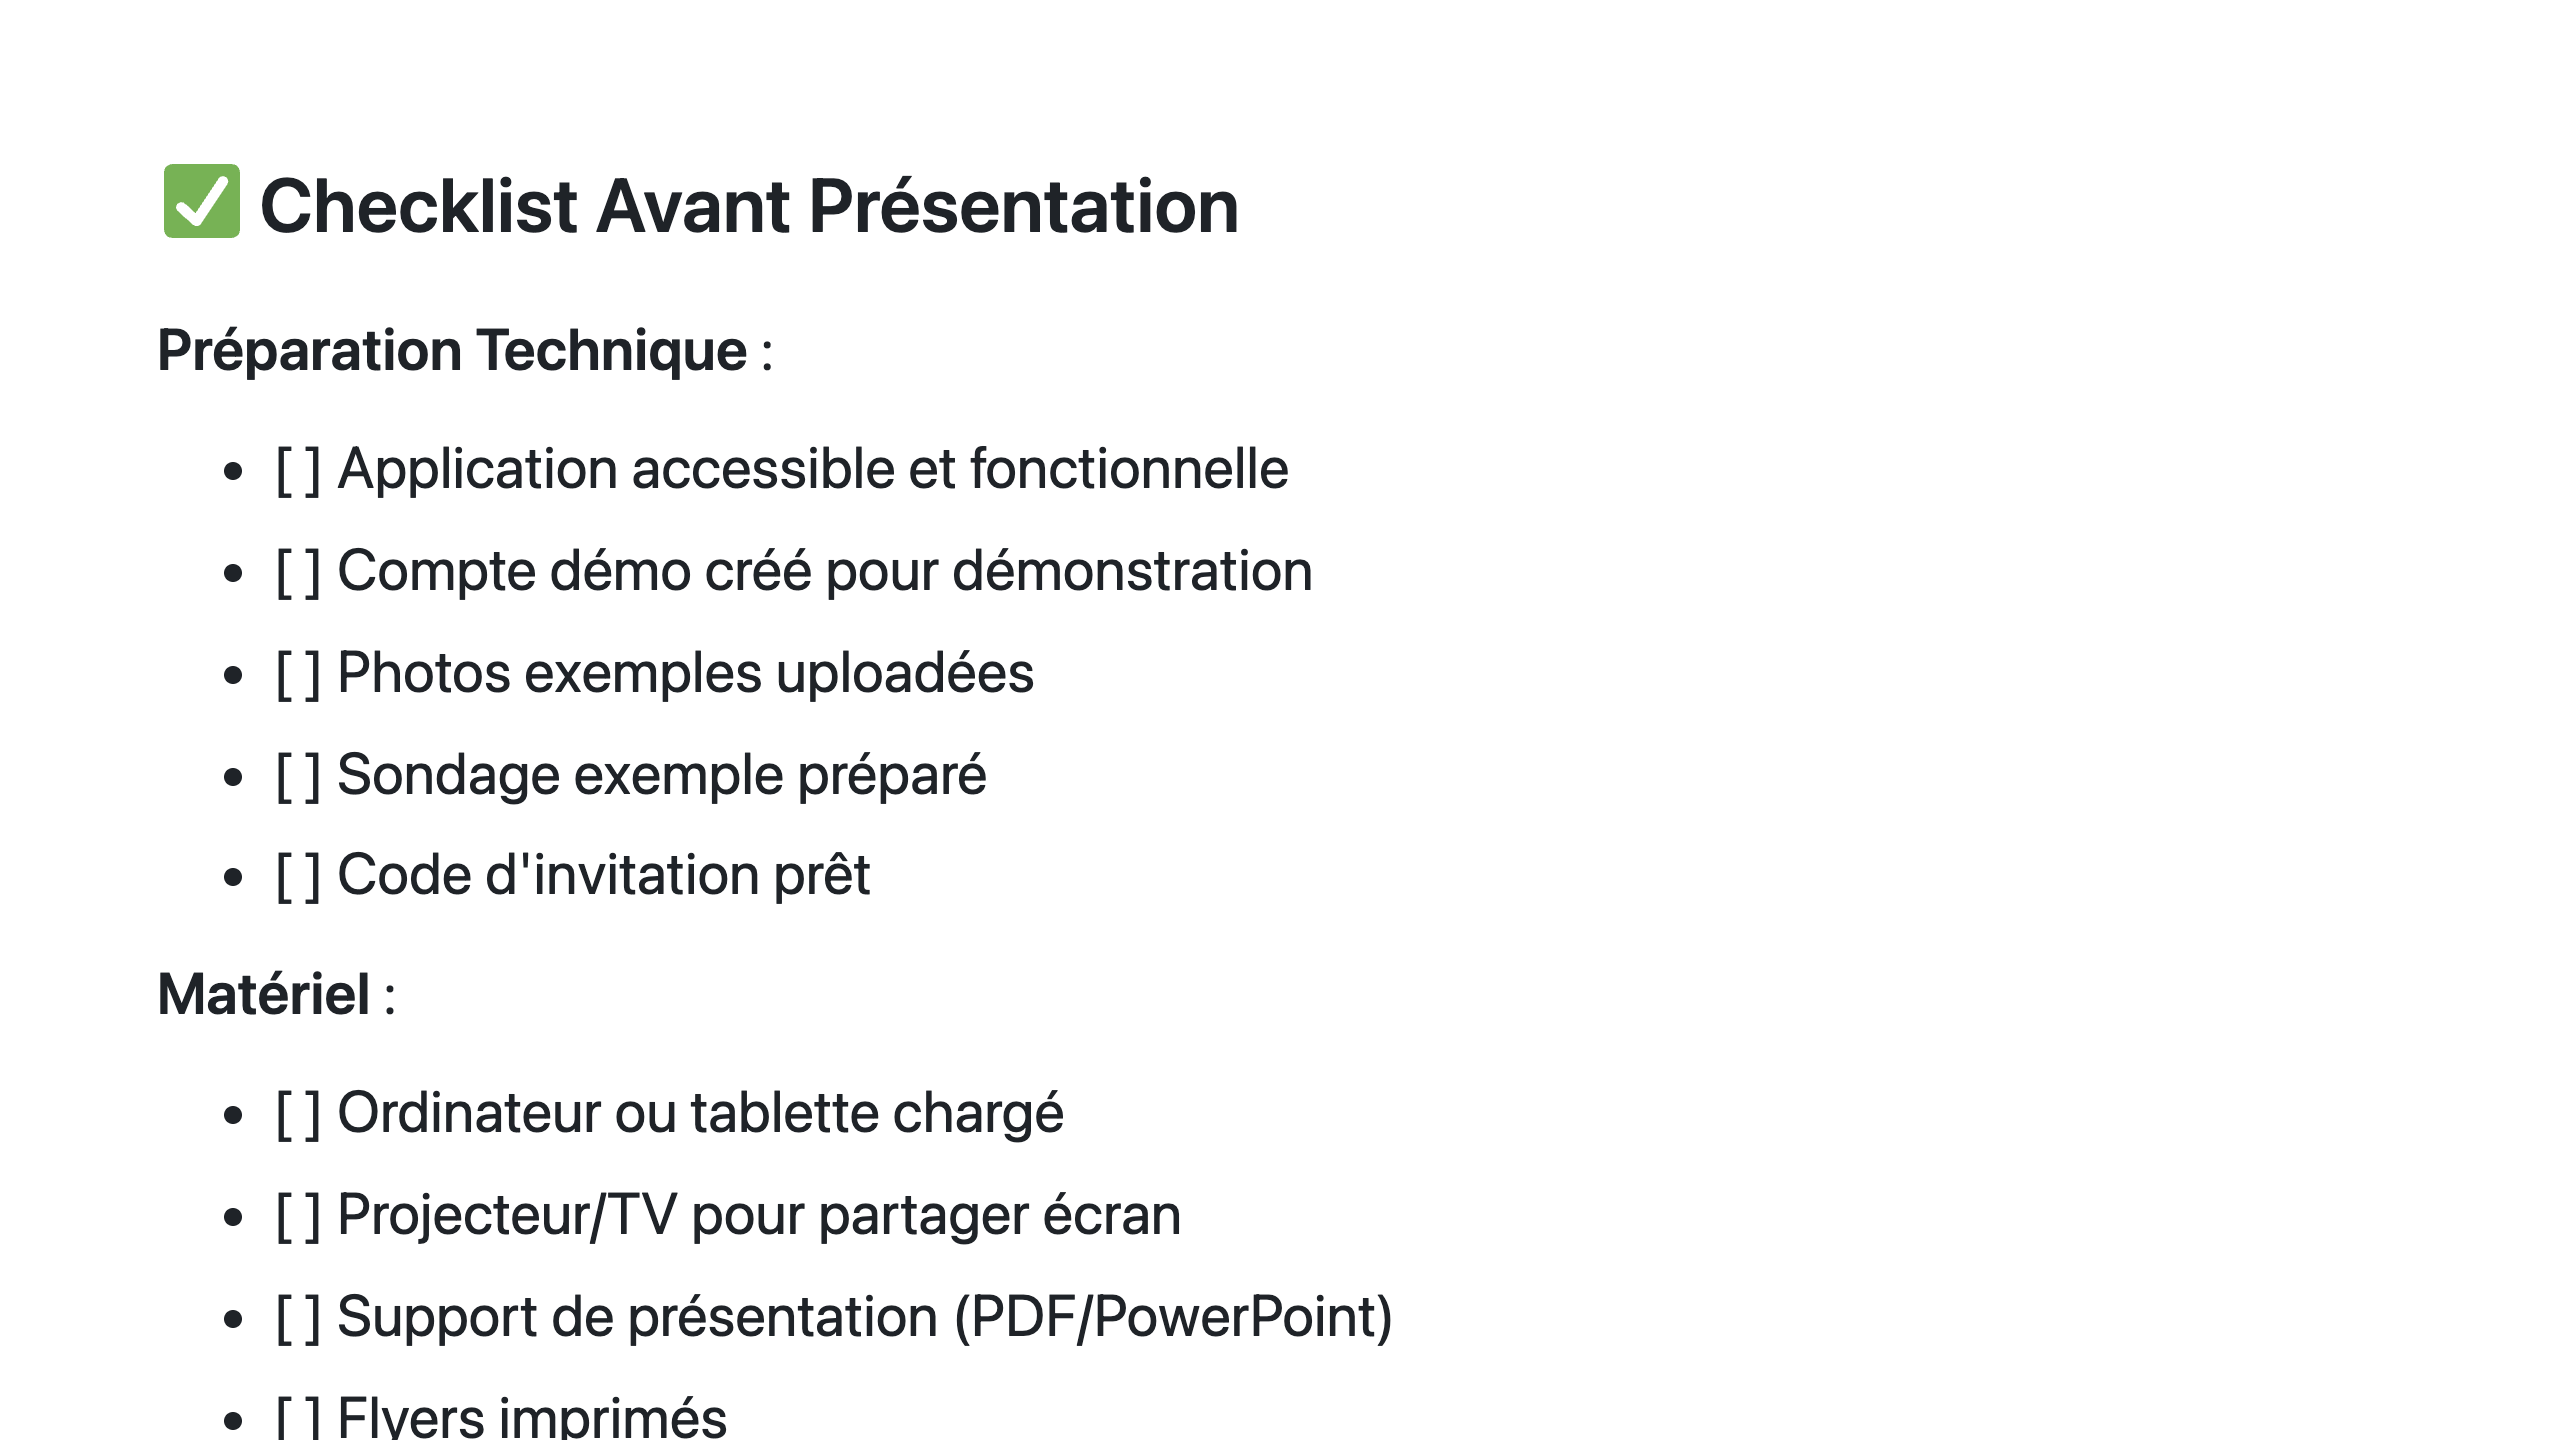 ✅ Checklist Avant Présentation
Préparation Technique :
• [ ] Application accessible et fonctionnelle
• [ ] Compte démo créé pour démonstration
• [ ] Photos exemples uploadées
• [ ] Sondage exemple préparé
• [ ] Code d'invitation prêt
Matériel :
• [ ] Ordinateur ou tablette chargé
• [ ] Projecteur/TV pour partager écran
• [ ] Support de présentation (PDF/PowerPoint)
• [ ] Flyers imprimés